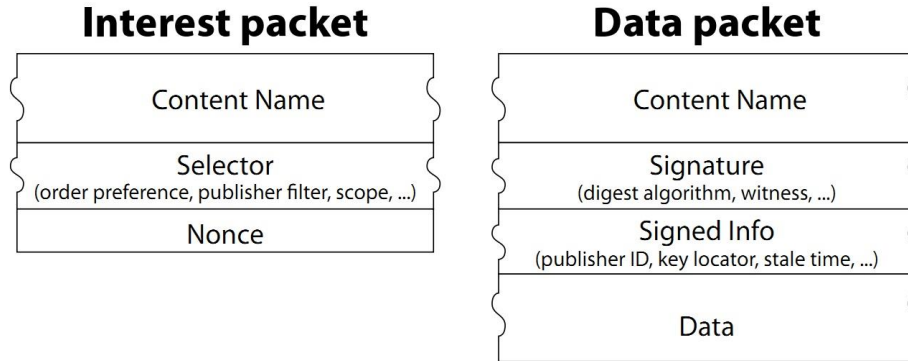 Interest packet
Content Name
Selector
(order preference, publisher filter, scope, ...)
Nonce
Data packet
Content Name
Signature
(digest algorithm, witness, ...)
Signed Info
(publisher ID, key locator, stale time, ...)
Data